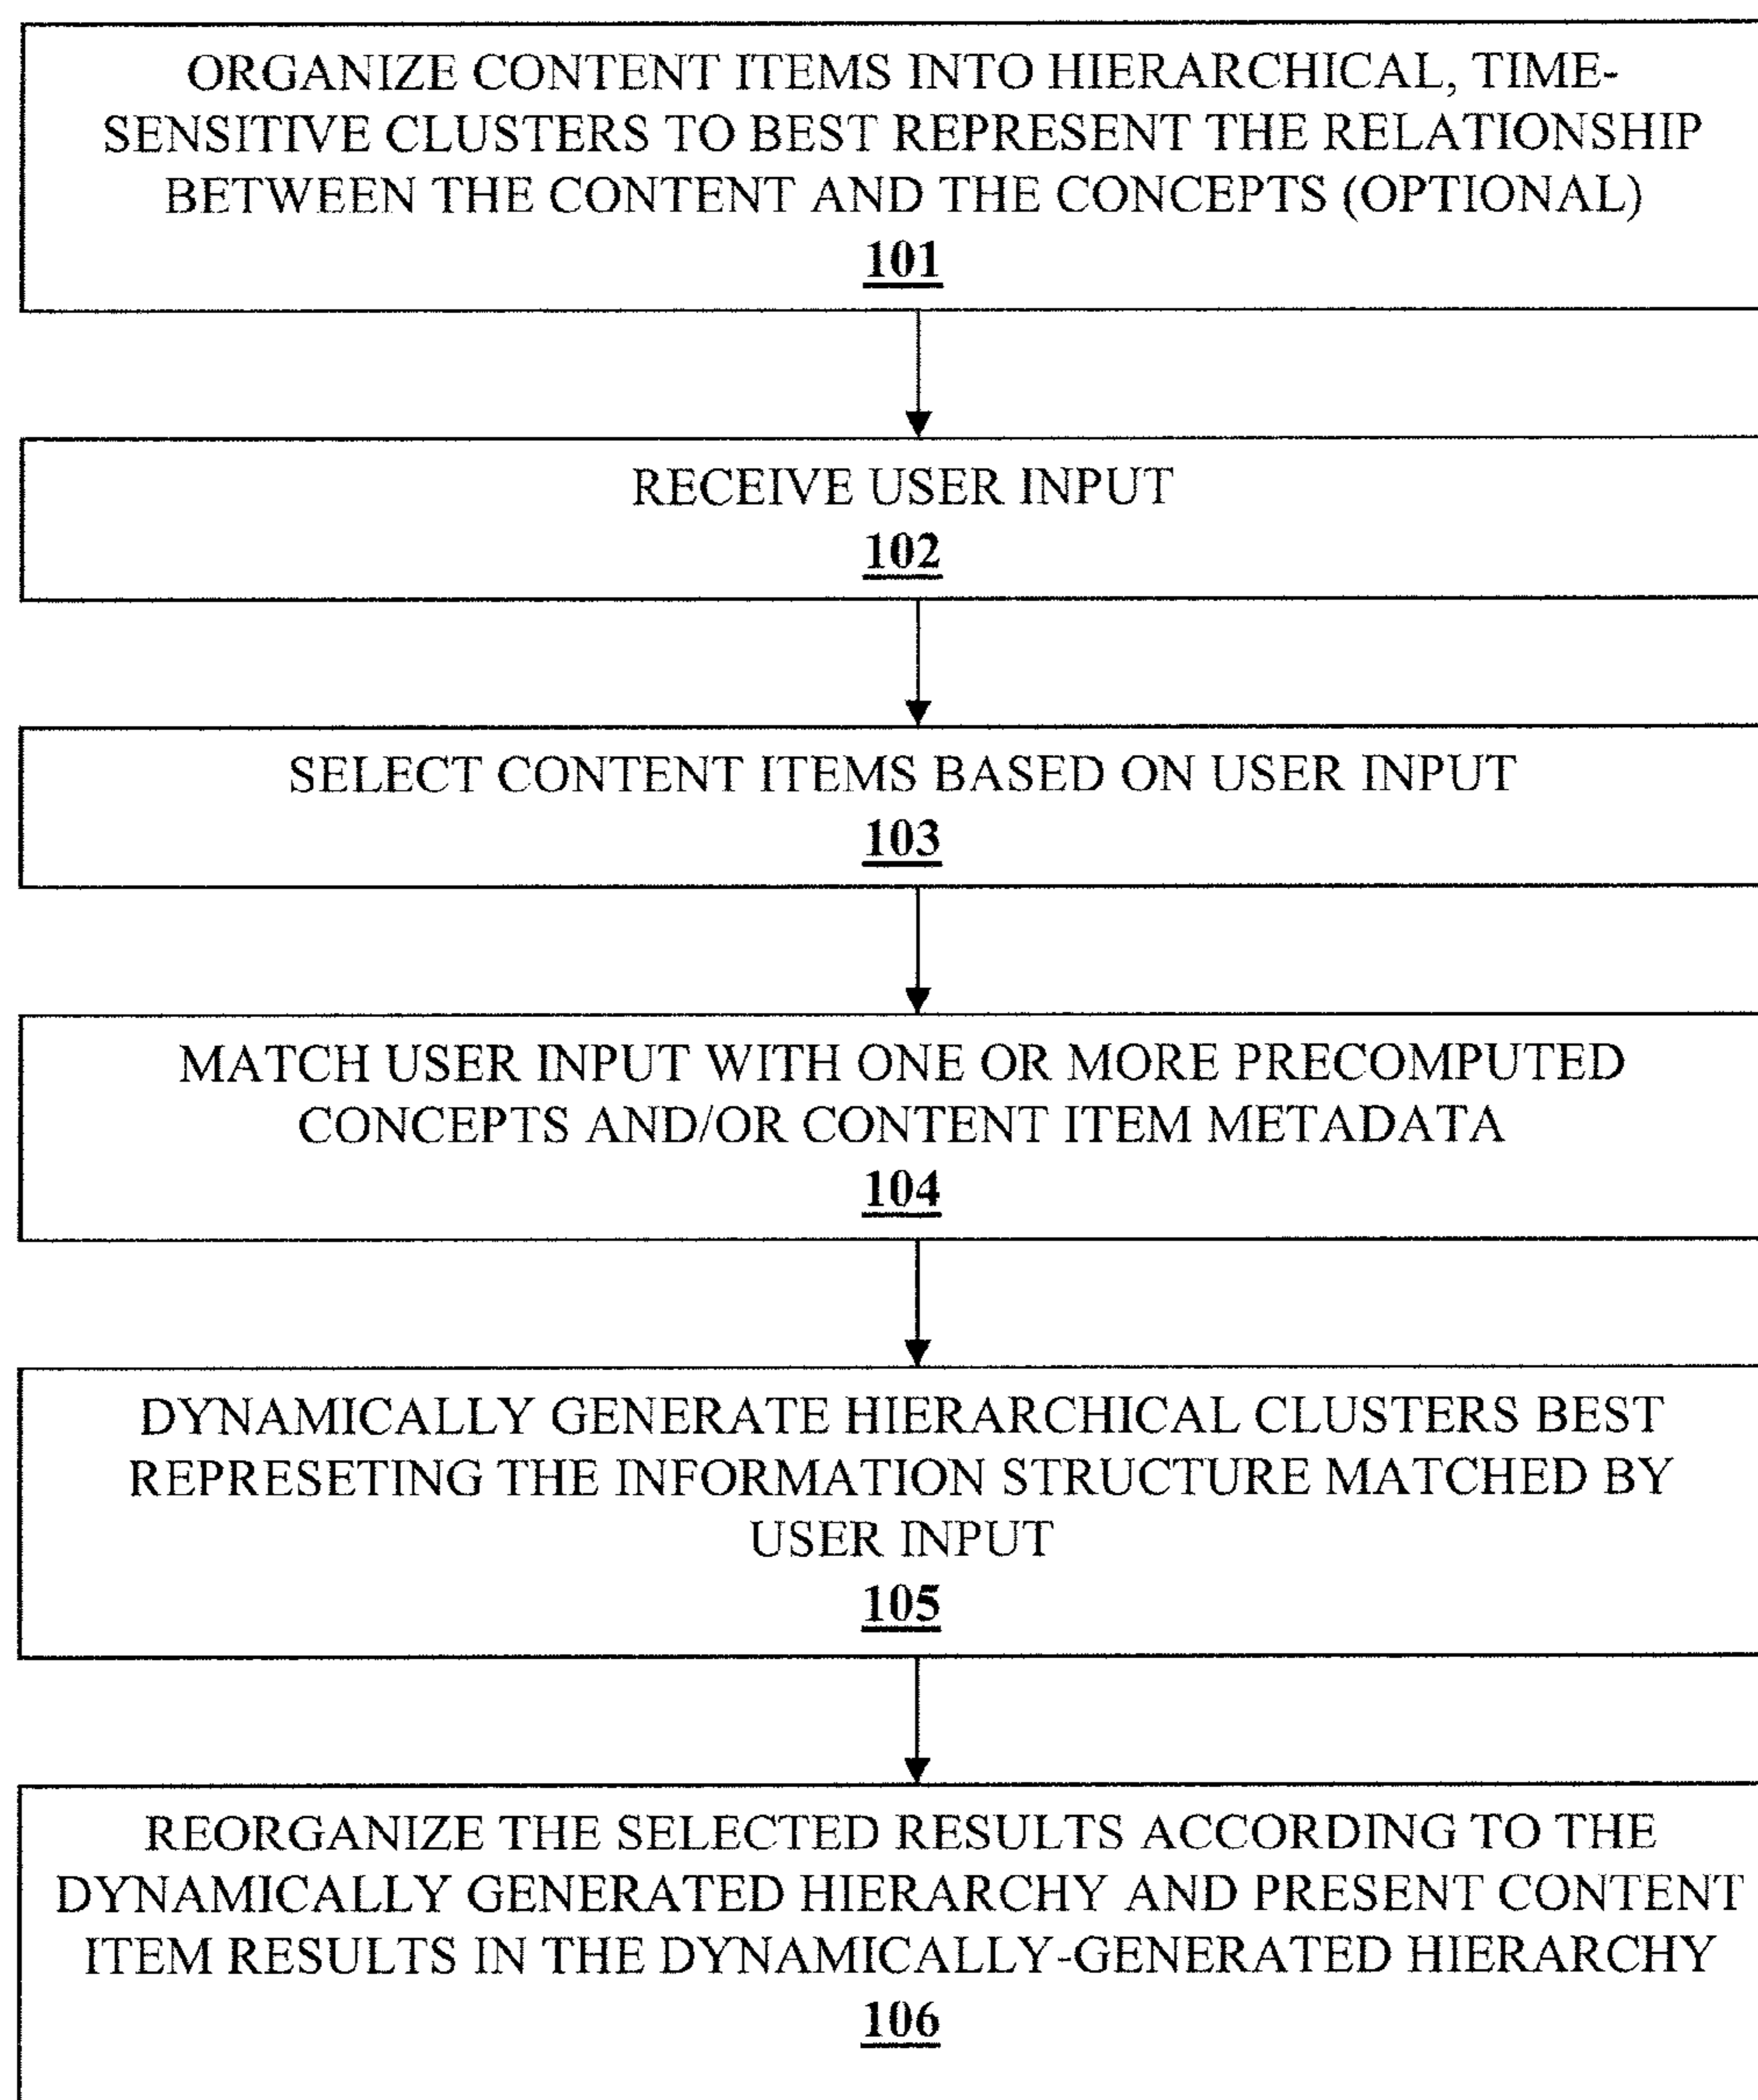 ORGANIZE CONTENT ITEMS INTO HIERARCHICAL, TIME-
SENSITIVE CLUSTERS TO BEST REPRESENT THE RELATIONSHIP
BETWEEN THE CONTENT AND THE CONCEPTS (OPTIONAL)
101
RECEIVE USER INPUT
102
SELECT CONTENT ITEMS BASED ON USER INPUT
103
MATCH USER INPUT WITH ONE OR MORE PRECOMPUTED
CONCEPTS AND/OR CONTENT ITEM METADATA
104
DYNAMICALLY GENERATE HIERARCHICAL CLUSTERS BEST
REPRESETING THE INFORMATION STRUCTURE MATCHED BY
USER INPUT
105
REORGANIZE THE SELECTED RESULTS ACCORDING TO THE
DYNAMICALLY GENERATED HIERARCHY AND PRESENT CONTENT
ITEM RESULTS IN THE DYNAMICALLY-GENERATED HIERARCHY
106